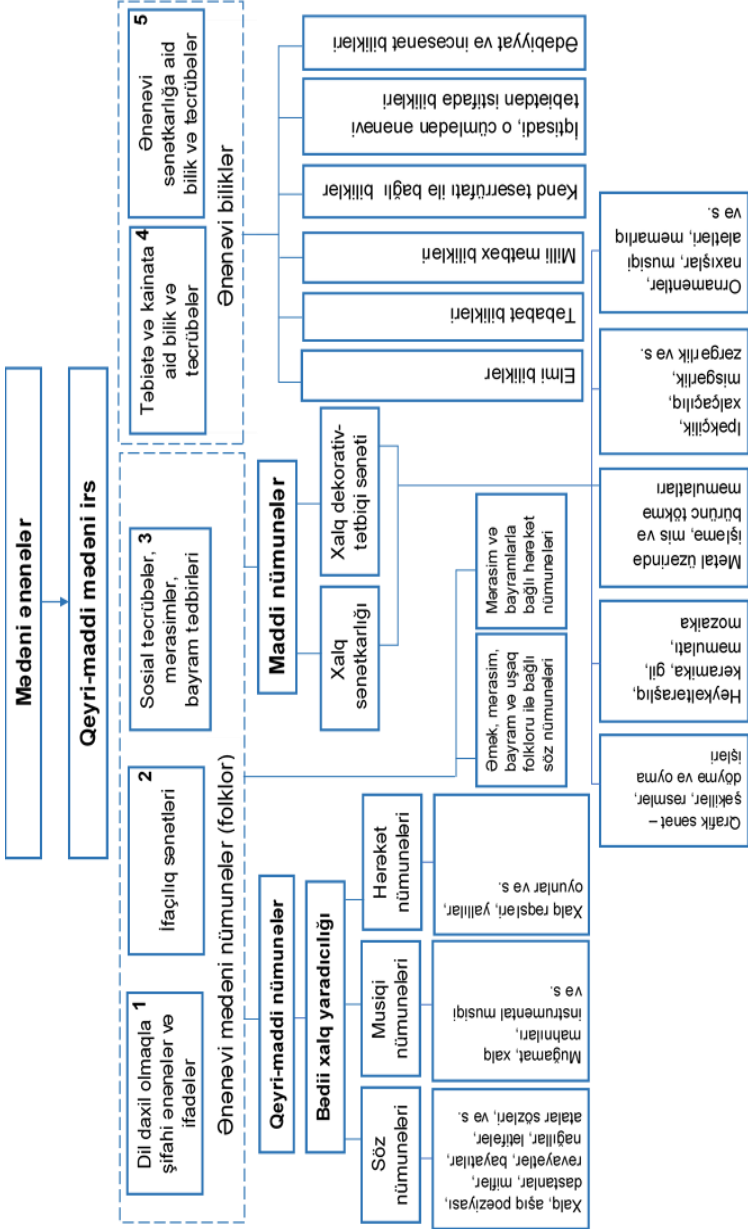 Mədəni ənənələr
Qeyri-maddi mədəni irs
1
Dil daxil olmaqla
şifahi ənənələr və
ifadələr
2
İfaçılıq sənətləri
3
Sosial təcrübələr,
mərasimlər,
bayram tədbirləri
4
Təbiətə və kainata
aid bilik və
təcrübələr
5
Ənənəvi
sənətkarlığa aid
bilik və təcrübələr
Ənənəvi mədəni nümunələr (folklor)
Ənənəvi biliklər
Qeyri-maddi nümunələr
Maddi nümunələr
Bədii xalq yaradıcılığı
Xalq
sənətkarlığı
Xalq dekorativ-
tətbiqi sənəti
Söz
nümunələri
Musiqi
nümunələri
Hərəkət
nümunələri
Əmək, mərasim,
bayram və uşaq
folkloru ilə bağlı
söz nümunələri
Mərasim və
bayramlarla
bağlı hərəkət
nümunələri
Xalq, aşıq poeziyası,
dastanlar, miflər,
rəvayətlər, bayatılar,
nağıllar, lətifələr,
atalar sözləri, və s.
Muğamat, xalq
mahnıları,
instrumental musiqi
və s.
Xalq rəqsləri, yallılar,
oyunlar və s.
Elmi biliklər
Təbabət bilikləri
Milli mətbəx bilikləri
Kənd təsərrüfatı ilə bağlı biliklər
İqtisadi, o cümlədən ənənəvi
təbiətdən istifadə bilikləri
Ədəbiyyat və incəsənət bilikləri
Qrafik sənət –
şəkillər, rəsmlər,
döymə və oyma
işləri
Heykəltəraşlıq,
keramika, gil,
məmulatı,
mozaika
Metal üzərində
işləmə, mis və
bürünc tökmə
məmulatları
Ipəkçilik,
xalçaçılıq,
misgərlik,
zərgərlik və s.
Ornamentlər,
naxışlar, musiqi
alətləri, memarlıq
və s.